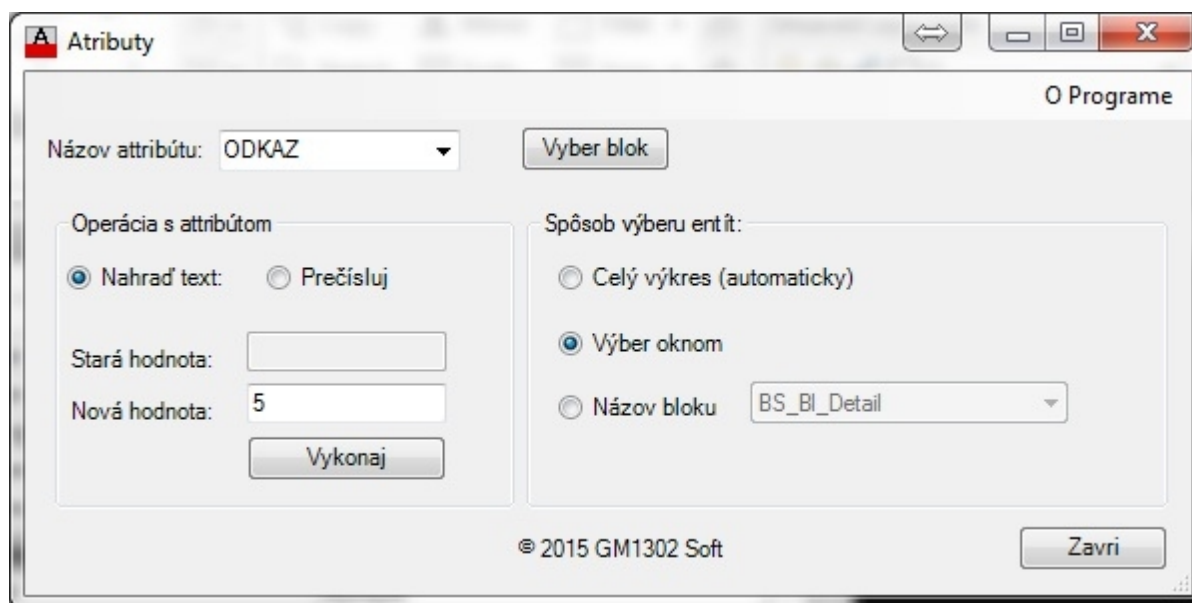 A Atributy
O Programe
Názov attribútu: ODKAZ Vyber blok
Operácia s attribútom
Nahraď text: Prečísluj
Stará hodnota:
Nová hodnota: 5
Vykonaj
Spôsob výberu entít:
Celý výkres (automaticky)
Výber oknom
Názov bloku BS_Bl_Detail
© 2015 GM1302 Soft
Zavri